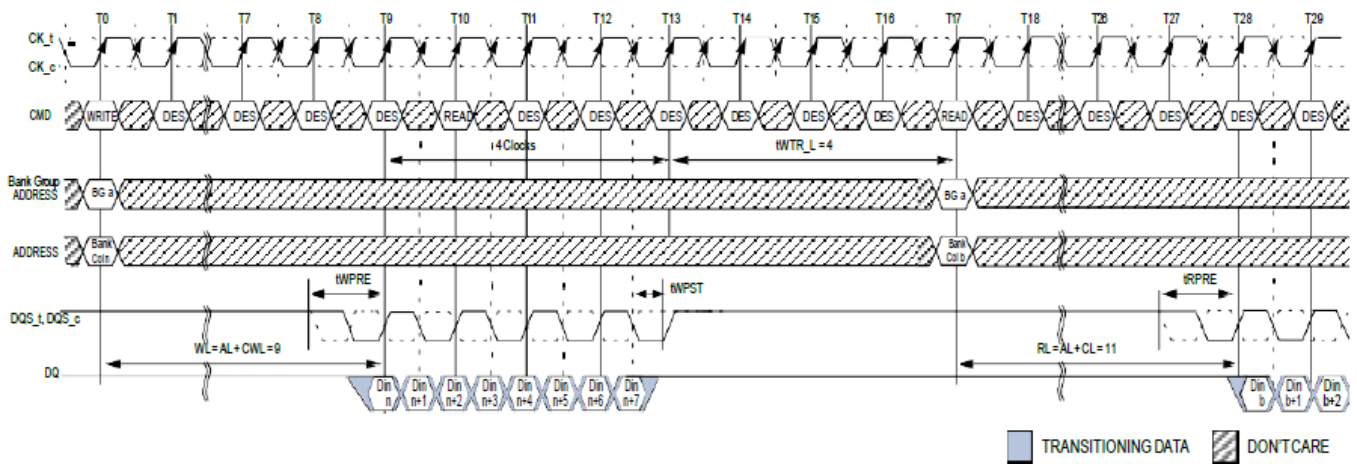 T0 T1 T7 T8 T9 T10 T11 T12 T13 T14 T15 T16 T17 T18 T26 T27 T28 T29
CK_t
CK_c
CMD WRITE DES DES DES DES READ DES DES DES DES DES DES READ DES DES DES DES DES
4 Clocks tWTR_L = 4
Bank Group
ADDRESS BG a BG a
ADDRESS Bank Bank
Col n Col b
tWPRE tWPST tRPRE
DQS_t, DQS_c
WL = AL + CWL = 9 RL = AL + CL = 11
DQ Din Din Din Din Din Din Din Din Din Din Din
n n+1 n+2 n+3 n+4 n+5 n+6 n+7 b b+1 b+2
TRANSITIONING DATA DON'T CARE